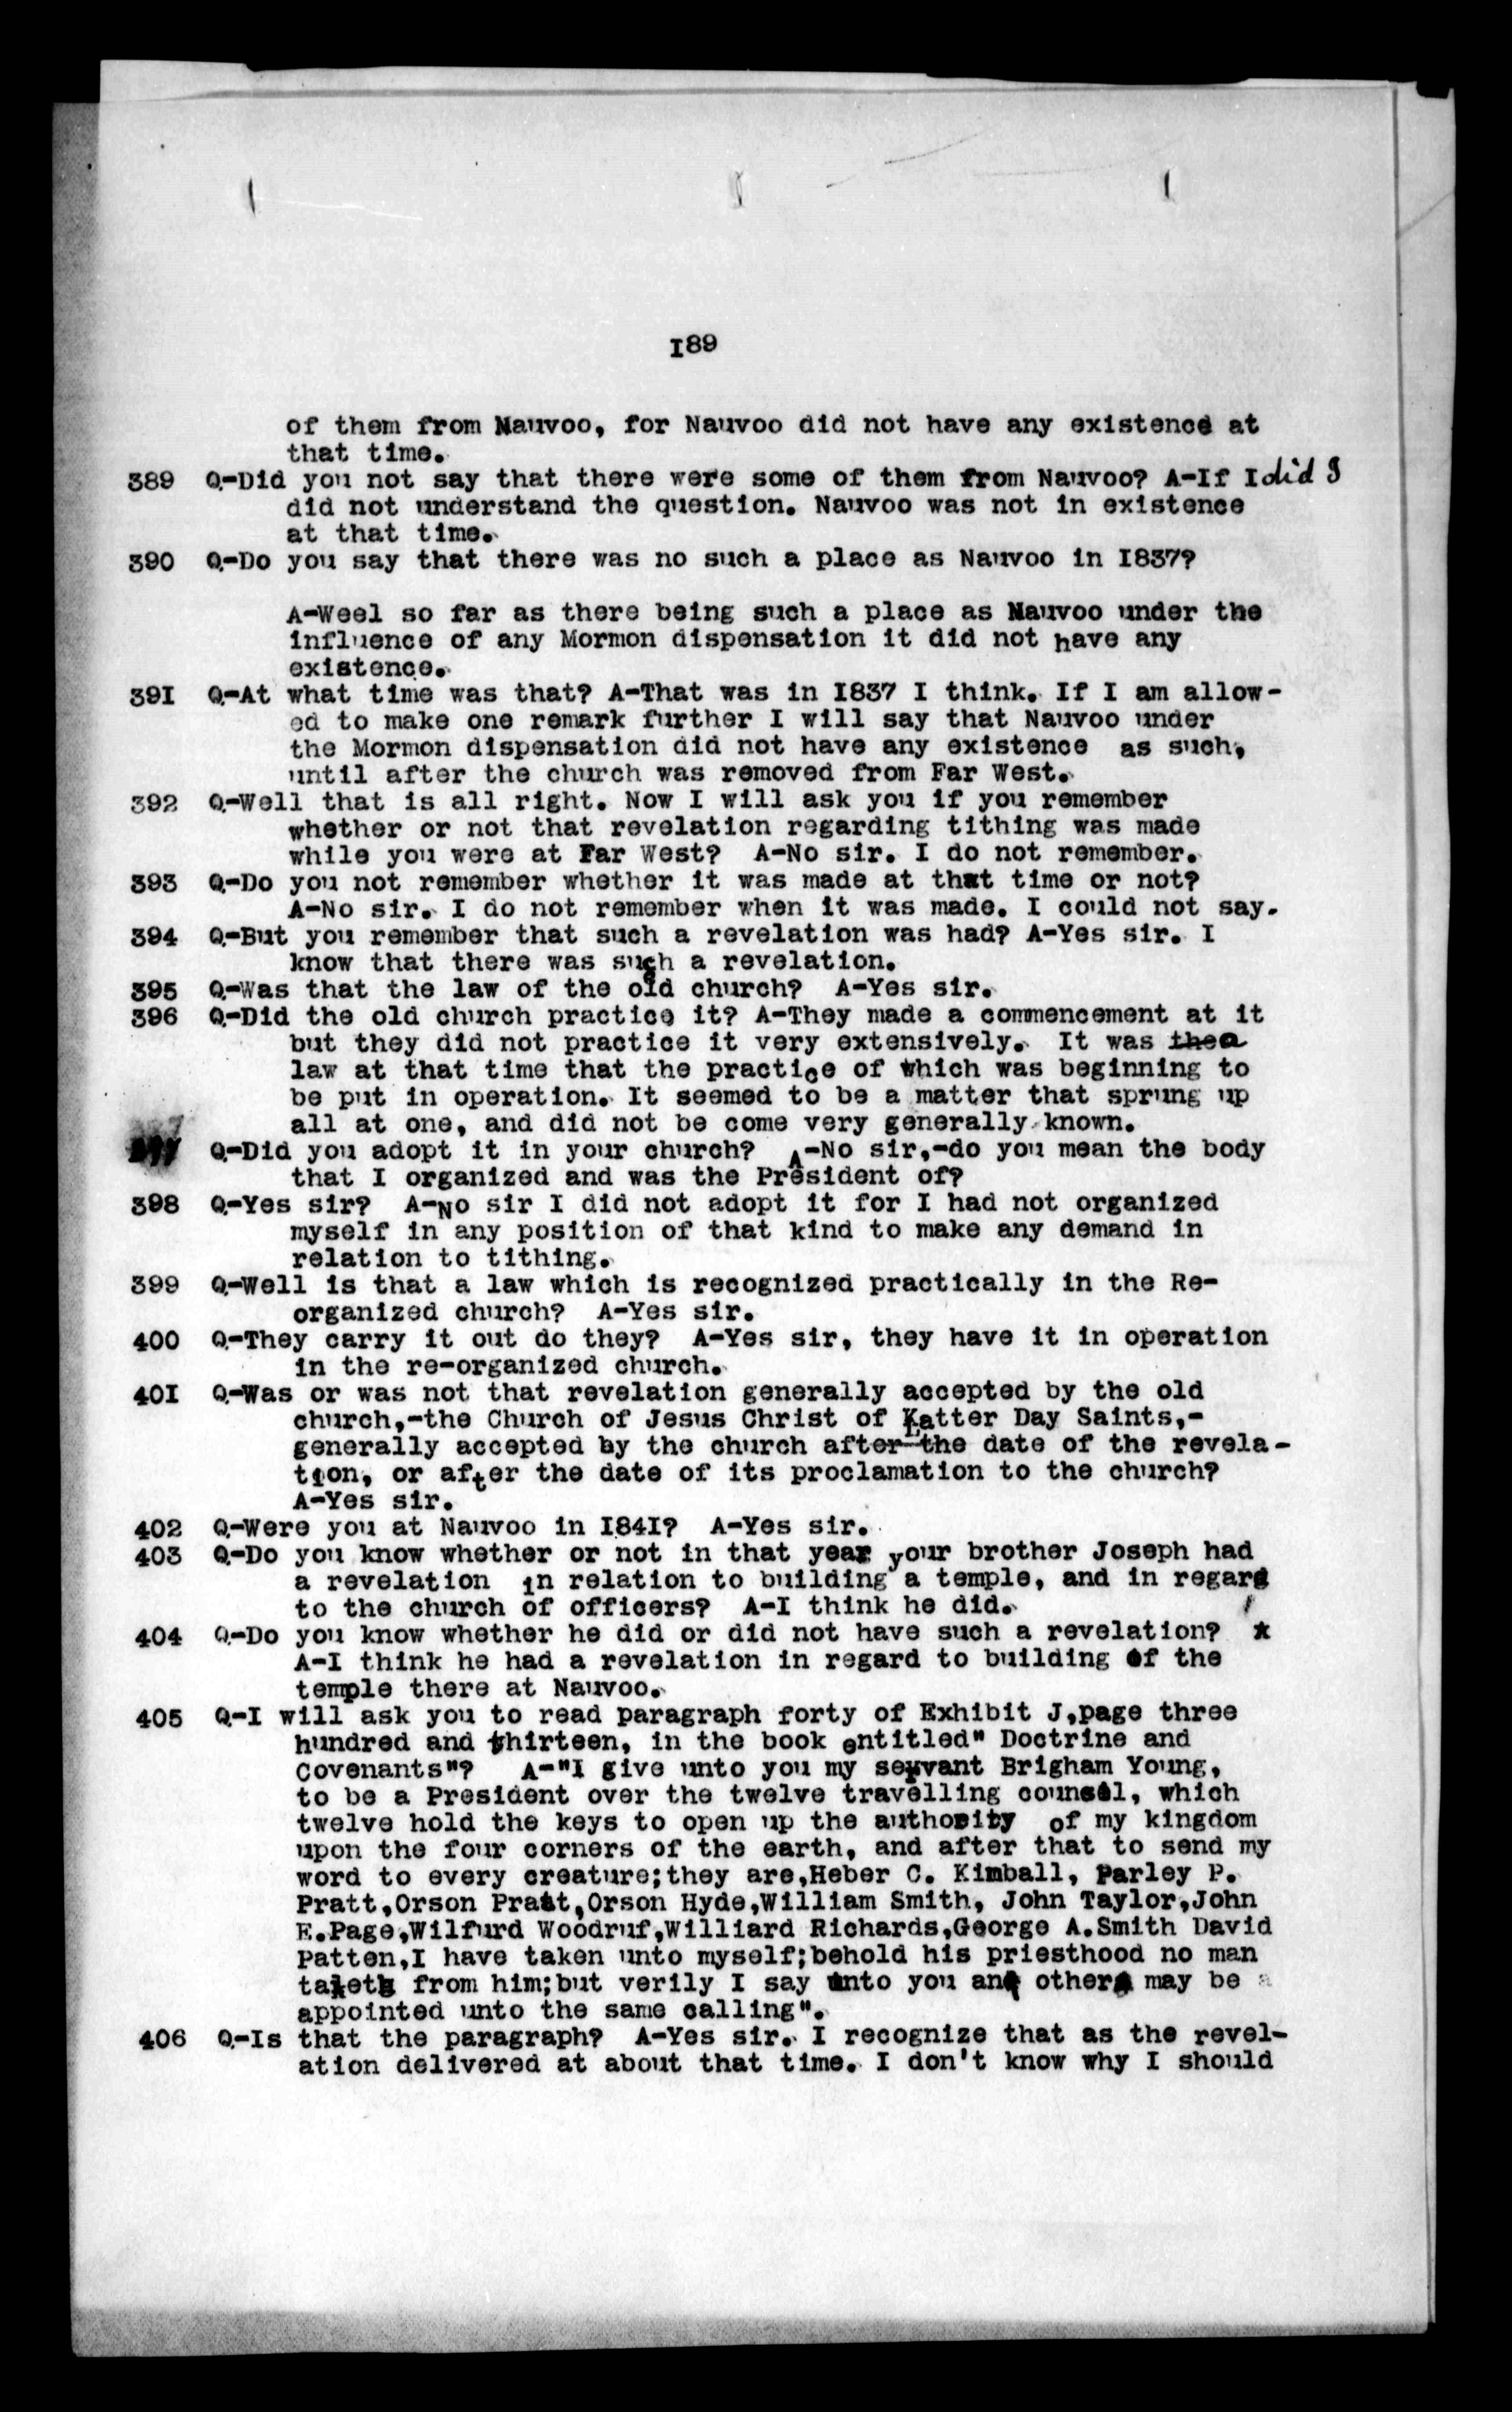 189
of them from Nauvoo, for Nauvoo did not have any existence at
that time.
389 Q-Did you not say that there were some of them from Nauvoo? A-If I did I
did not understand the question. Nauvoo was not in existence
at that time.
390 Q-Do you say that there was no such a place as Nauvoo in 1837?
A-Weel so far as there being such a place as Nauvoo under the
influence of any Mormon dispensation it did not have any
existence.
391 Q-At what time was that? A-That was in 1837 I think. If I am allow-
ed to make one remark further I will say that Nauvoo under
the Mormon dispensation did not have any existence as such,
until after the church was removed from Far West.
392 Q-Well that is all right. Now I will ask you if you remember
whether or not that revelation regarding tithing was made
while you were at Far West? A-No sir. I do not remember.
393 Q-Do you not remember whether it was made at that time or not?
A-No sir. I do not remember when it was made. I could not say.
394 Q-But you remember that such a revelation was had? A-Yes sir. I
know that there was such a revelation.
395 Q-Was that the law of the old church? A-Yes sir.
396 Q-Did the old church practice it? A-They made a commencement at it
but they did not practice it very extensively. It was the a
law at that time that the practice of which was beginning to
be put in operation. It seemed to be a matter that sprung up
all at one, and did not be come very generally known.
Q-Did you adopt it in your church? A-No sir,-do you mean the body
that I organized and was the President of?
398 Q-Yes sir? A-No sir I did not adopt it for I had not organized
myself in any position of that kind to make any demand in
relation to tithing.
399 Q-Well is that a law which is recognized practically in the Re-
organized church? A-Yes sir.
400 Q-They carry it out do they? A-Yes sir, they have it in operation
in the re-organized church.
401 Q-Was or was not that revelation generally accepted by the old
church,-the Church of Jesus Christ of Latter Day Saints,-
generally accepted by the church after the date of the revela-
tion, or after the date of its proclamation to the church?
A-Yes sir.
402 Q-Were you at Nauvoo in 1841? A-Yes sir.
403 Q-Do you know whether or not in that year your brother Joseph had
a revelation in relation to building a temple, and in regard
to the church of officers? A-I think he did.
404 Q-Do you know whether he did or did not have such a revelation?
A-I think he had a revelation in regard to building of the
temple there at Nauvoo.
405 Q-I will ask you to read paragraph forty of Exhibit J,page three
hundred and thirteen, in the book entitled" Doctrine and
Covenants"? A-"I give unto you my servant Brigham Young,
to be a President over the twelve travelling counsel, which
twelve hold the keys to open up the authority of my kingdom
upon the four corners of the earth, and after that to send my
word to every creature;they are,Heber C. Kimball, Parley P.
Pratt,Orson Pratt,Orson Hyde,William Smith, John Taylor,John
E.Page,Wilfurd Woodruf,Williard Richards,George A.Smith David
Patten,I have taken unto myself;behold his priesthood no man
taketh from him;but verily I say unto you another may be
appointed unto the same calling".
406 Q-Is that the paragraph? A-Yes sir. I recognize that as the revel-
ation delivered at about that time. I don't know why I should